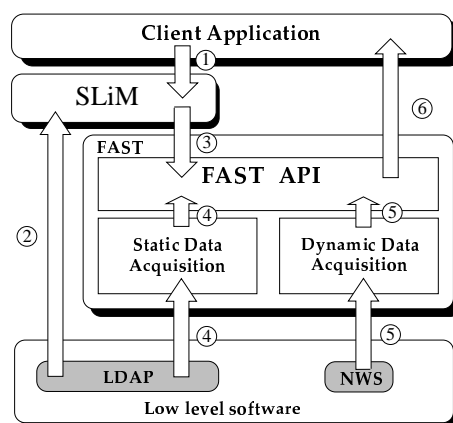 Client Application
1
SLiM
6
3
FAST
FAST API
4
5
2
Static Data
Acquisition
Dynamic Data
Acquisition
4
5
LDAP
NWS
Low level software